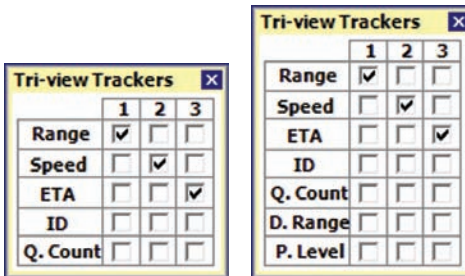 Tri-view Trackers
1 2 3
Range
Speed
ETA
ID
Q. Count
Tri-view Trackers
1 2 3
Range
Speed
ETA
ID
Q. Count
D. Range
P. Level